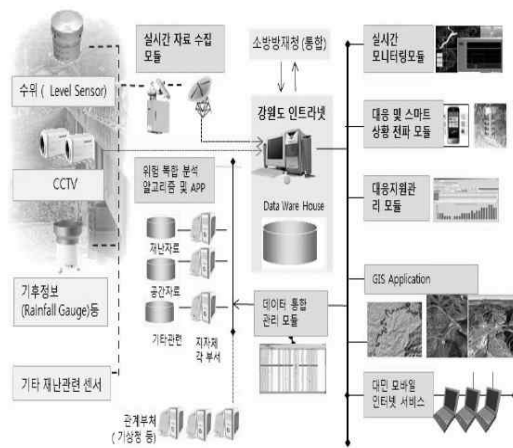 수위 ( Level Sensor)
CCTV
기후정보
(Rainfall Gauge)등
기타 재난관련 센서
실시간 자료 수집
모듈
소방방재청 (통합)
강원도 인트라넷
Data Ware House
위험 복합 분석
알고리즘 및 APP
재난자료
공간자료
기타관련
지자체
각 부서
관계부처
( 기상청 등)
데이터 통합
관리 모듈
실시간
모니터링모듈
대응 및 스마트
상황 전파 모듈
대응지원관
리 모듈
GIS Application
대민 모바일
인터넷 서비스